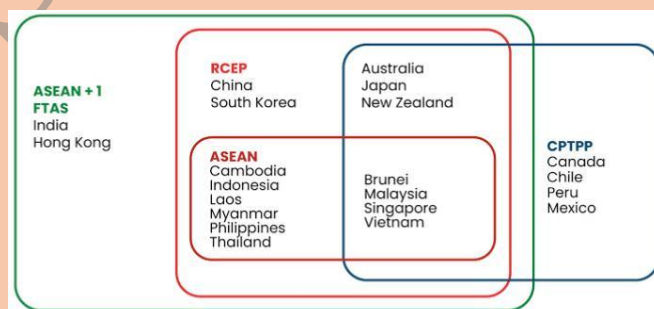 ASEAN + 1
FTAS
India
Hong Kong
RCEP
China
South Korea
Australia
Japan
New Zealand
ASEAN
Cambodia
Indonesia
Laos
Myanmar
Philippines
Thailand
Brunei
Malaysia
Singapore
Vietnam
CPTPP
Canada
Chile
Peru
Mexico